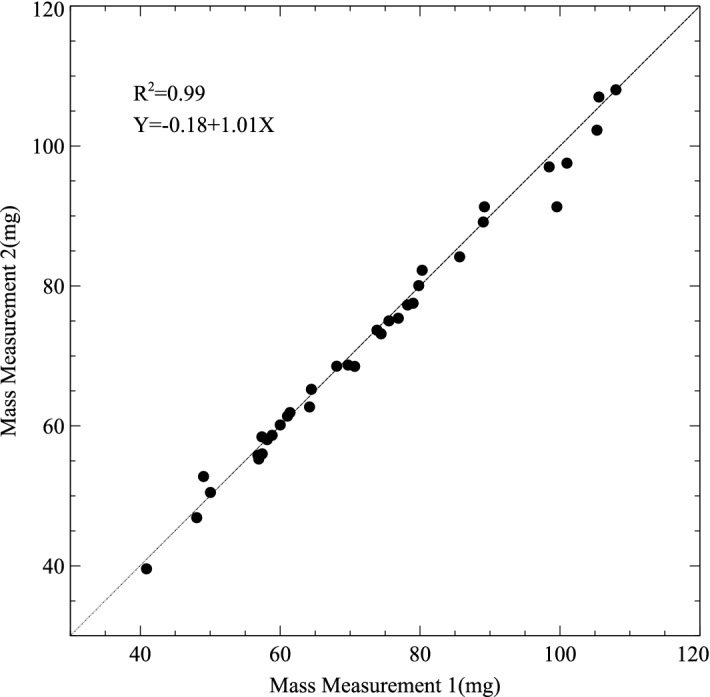 120
R²=0.99
Y=-0.18+1.01X
100
80
60
40
Mass Measurement 2(mg)
40 60 80 100 120
Mass Measurement 1(mg)